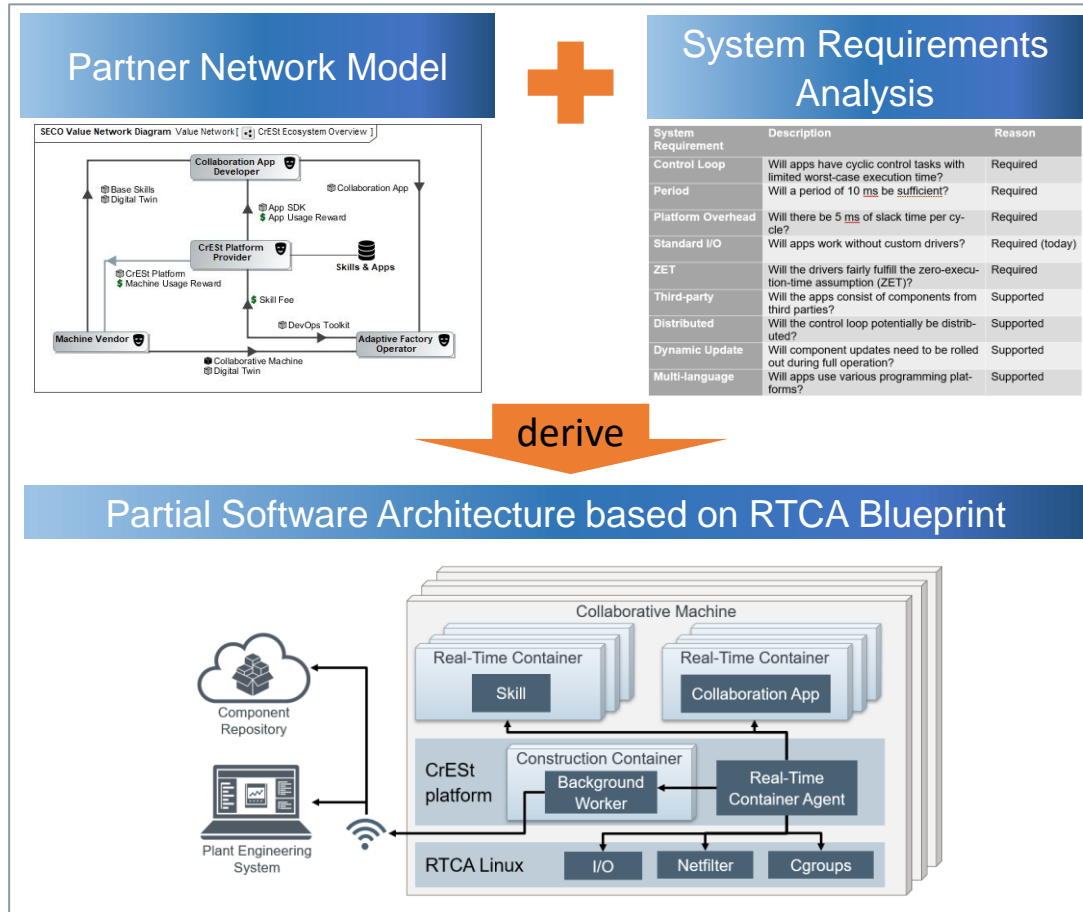 Partner Network Model
System Requirements
Analysis
SECO Value Network Diagram Value Network[ CrESt Ecosystem Overview ]
Collaboration App
Developer
Base Skills
Digital Twin
Collaboration App
App SDK
$ App Usage Reward
CrESt Platform
Provider
Skills & Apps
CrESt Platform
$ Machine Usage Reward
$ Skill Fee
DevOps Toolkit
Machine Vendor
Adaptive Factory
Operator
Collaborative Machine
Digital Twin
System
Requirement
Description
Reason
Control Loop
Will apps have cyclic control tasks with
limited worst-case execution time?
Required
Period
Will a period of 10 ms be sufficient?
Required
Platform Overhead
Will there be 5 ms of slack time per cy-
cle?
Required
Standard I/O
Will apps work without custom drivers?
Required (today)
ZET
Will the drivers fairly fulfill the zero-execu-
tion-time assumption (ZET)?
Required
Third-party
Will the apps consist of components from
third parties?
Supported
Distributed
Will the control loop potentially be distrib-
uted?
Supported
Dynamic Update
Will component updates need to be rolled
out during full operation?
Supported
Multi-language
Will apps use various programming plat-
forms?
Supported
derive
Partial Software Architecture based on RTCA Blueprint
Collaborative Machine
Real-Time Container
Skill
Real-Time Container
Collaboration App
Component
Repository
CrESt
platform
Construction Container
Background
Worker
Real-Time
Container Agent
Plant Engineering
System
RTCA Linux
I/O
Netfilter
Cgroups